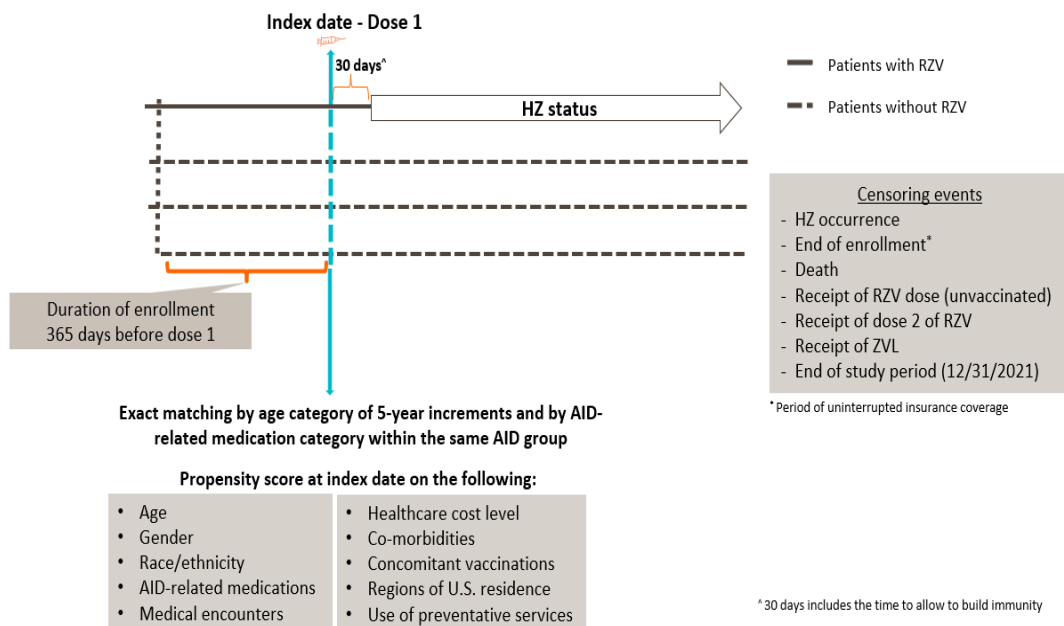 Index date - Dose 1
30 days^
HZ status
Patients with RZV
Patients without RZV
Duration of enrollment
365 days before dose 1
Censoring events
- HZ occurrence
- End of enrollment*
- Death
- Receipt of RZV dose (unvaccinated)
- Receipt of dose 2 of RZV
- Receipt of ZVL
- End of study period (12/31/2021)
* Period of uninterrupted insurance coverage
Exact matching by age category of 5-year increments and by AID-
related medication category within the same AID group
Propensity score at index date on the following:
• Age
• Gender
• Race/ethnicity
• AID-related medications
• Medical encounters
• Healthcare cost level
• Co-morbidities
• Concomitant vaccinations
• Regions of U.S. residence
• Use of preventative services
^ 30 days includes the time to allow to build immunity